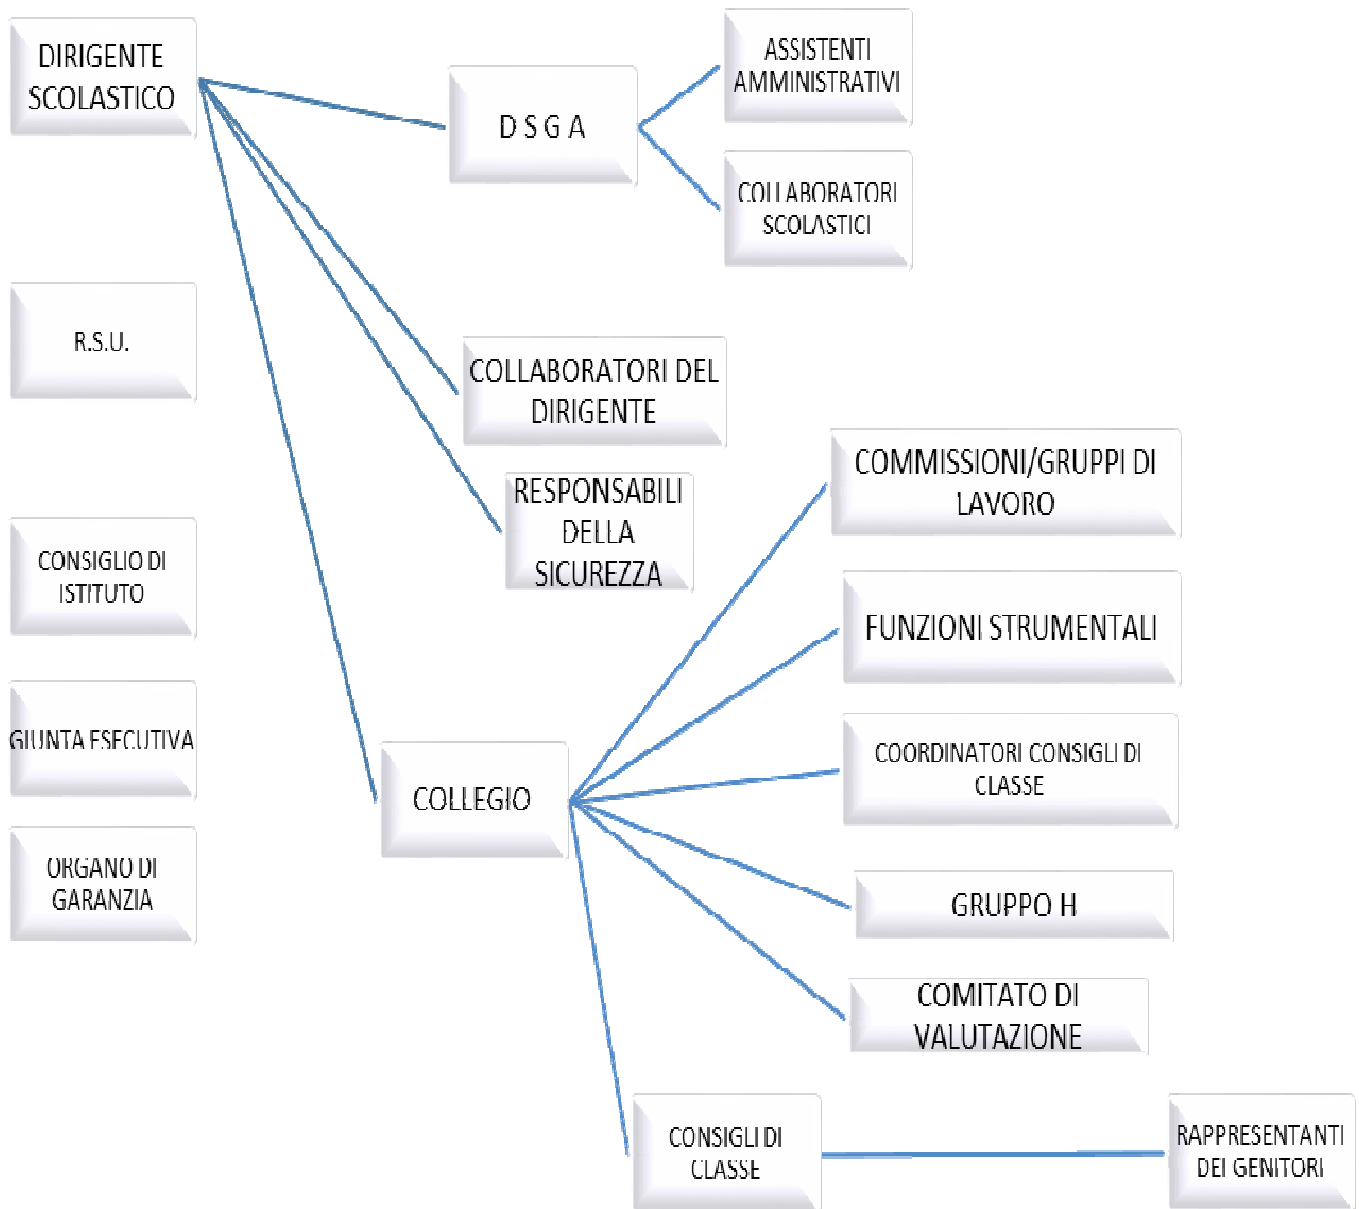 DIRIGENTE
SCOLASTICO
D S G A
ASSISTENTI
AMMINISTRATIVI
COLLABORATORI
SCOLASTICI
R.S.U.
COLLABORATORI DEL
DIRIGENTE
RESPONSABILI
DELLA
SICUREZZA
COMMISSIONI/GRUPPI DI
LAVORO
CONSIGLIO DI
ISTITUTO
FUNZIONI STRUMENTALI
GIUNTA ESECUTIVA
COLLEGIO
COORDINATORI CONSIGLI DI
CLASSE
ORGANO DI
GARANZIA
GRUPPO H
COMITATO DI
VALUTAZIONE
CONSIGLI DI
CLASSE
RAPPRESENTANTI
DEI GENITORI